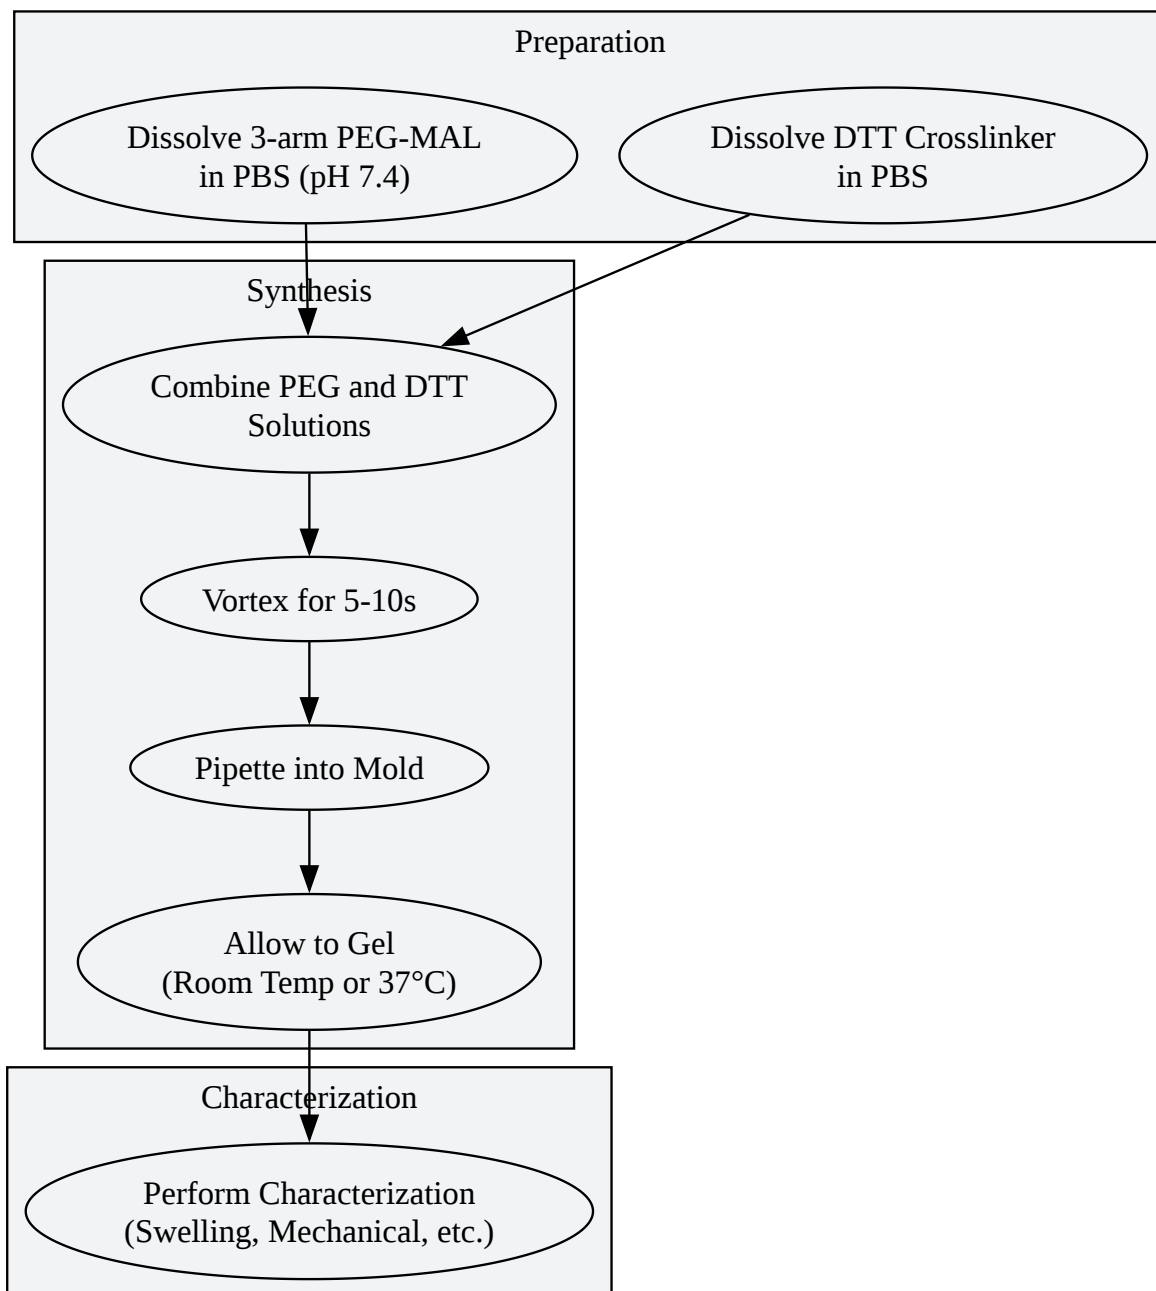 Preparation
Dissolve 3-arm PEG-MAL
in PBS (pH 7.4)
Dissolve DTT Crosslinker
in PBS
Synthesis
Combine PEG and DTT
Solutions
Vortex for 5-10s
Pipette into Mold
Allow to Gel
(Room Temp or 37°C)
Characterization
Perform Characterization
(Swelling, Mechanical, etc.)